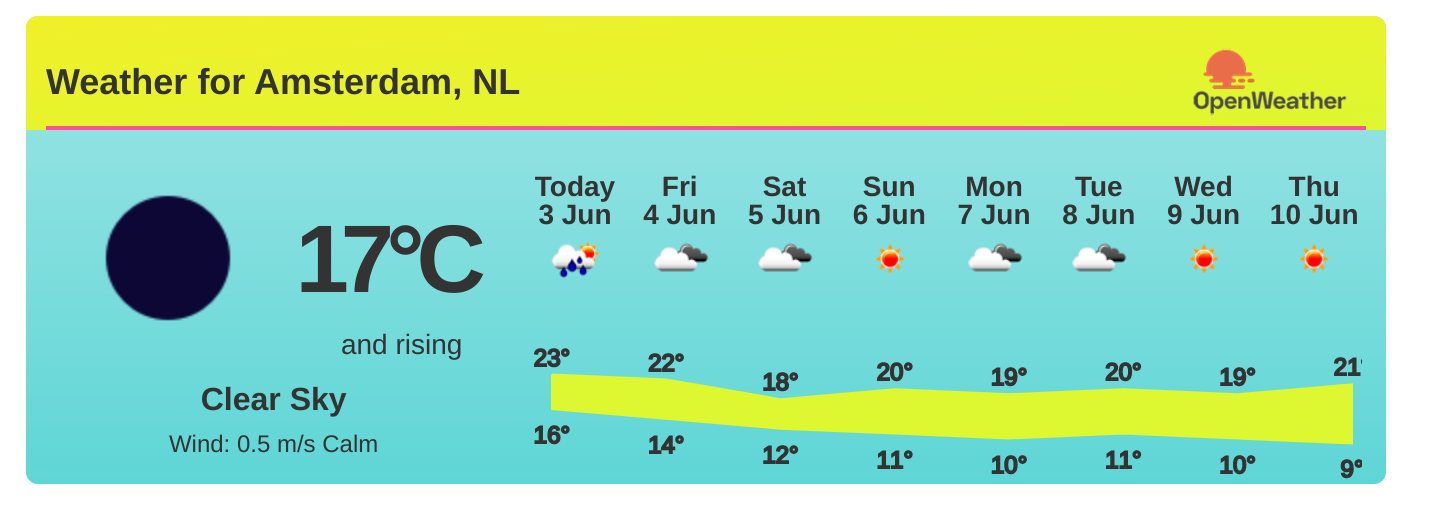 Weather for Amsterdam, NL
OpenWeather
17°C
and rising
Clear Sky
Wind: 0.5 m/s Calm
Today Fri Sat Sun Mon Tue Wed Thu
3 Jun 4 Jun 5 Jun 6 Jun 7 Jun 8 Jun 9 Jun 10 Jun
23° 22° 18° 20° 19° 20° 19° 21°
16° 14° 12° 11° 10° 11° 10° 9°